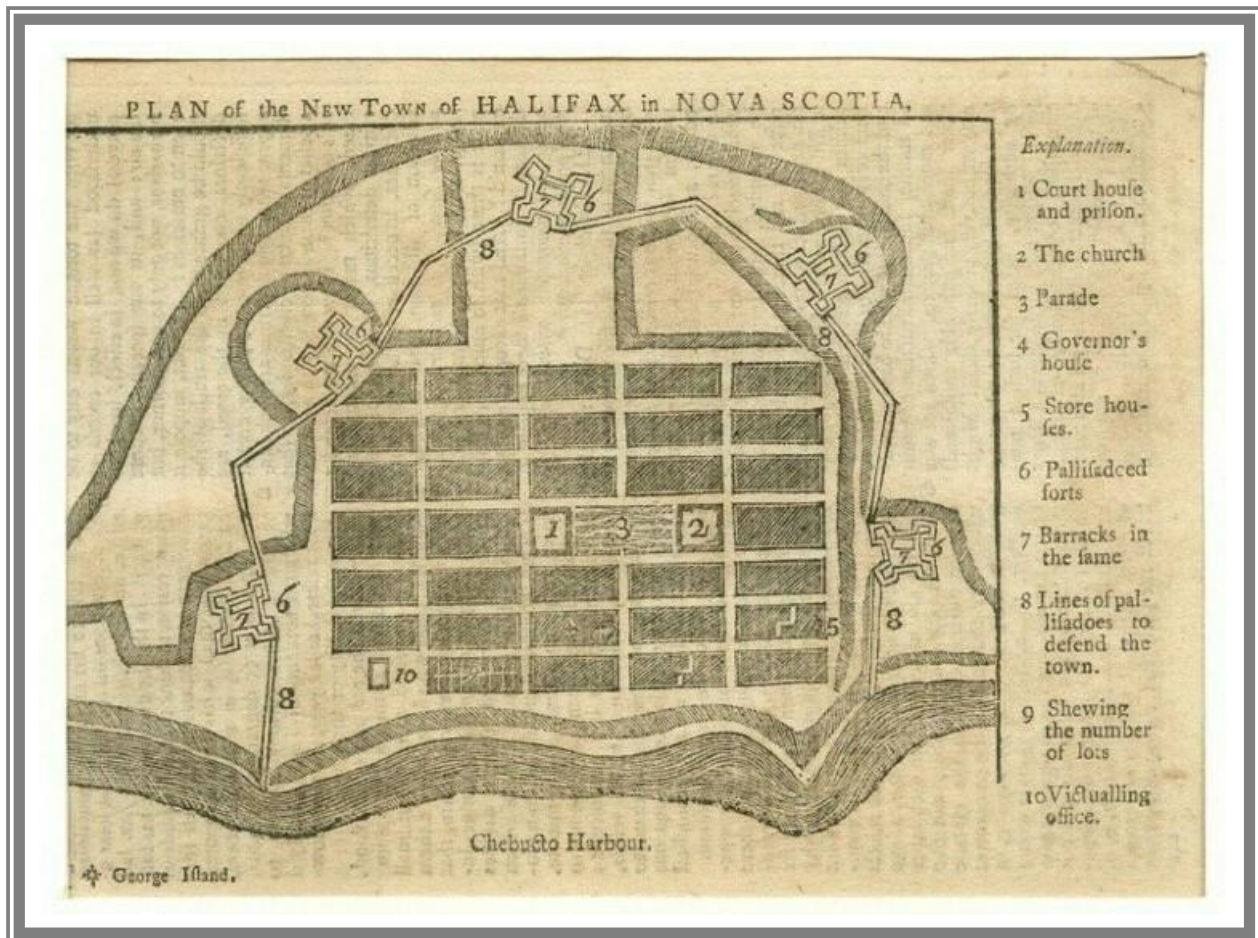 PLAN of the NEW TOWN of HALIFAX in NOVA SCOTIA.
Explanation.
1 Court houſe
and priſon.
2 The church
3 Parade
4 Governor's
houſe
5 Store hou-
ſes.
6 Palliſadeed
forts
7 Barracks in
the ſame
8 Lines of pal-
liſadoes to
defend the
town.
9 Shewing
the number
of lots
10 Victualling
office.
7 6
8
6
7
6
8
1 3 2
7 6
6
7
5
8
10
8
Chebucto Harbour.
George Iſland.